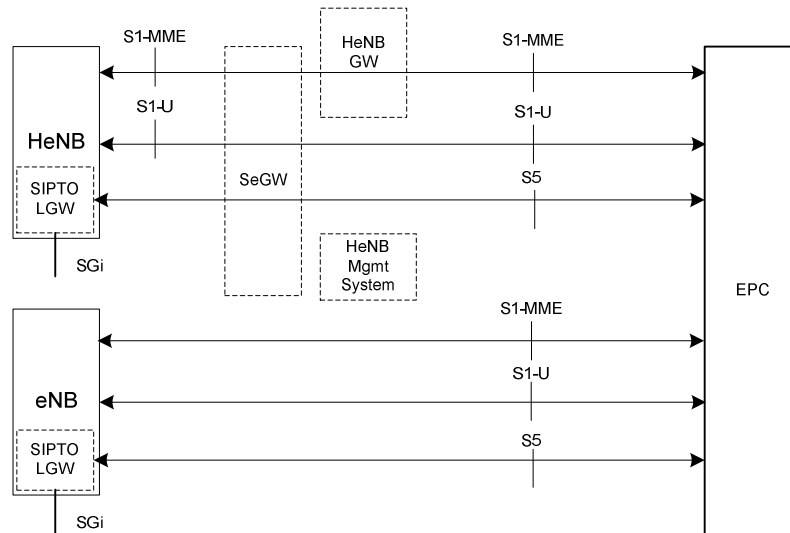 S1-MME
HeNB
GW
S1-MME
S1-U
S1-U
HeNB
SeGW
S5
SIPTO
LGW
SGi
HeNB
Mgmt
System
EPC
S1-MME
S1-U
eNB
S5
SIPTO
LGW
SGi